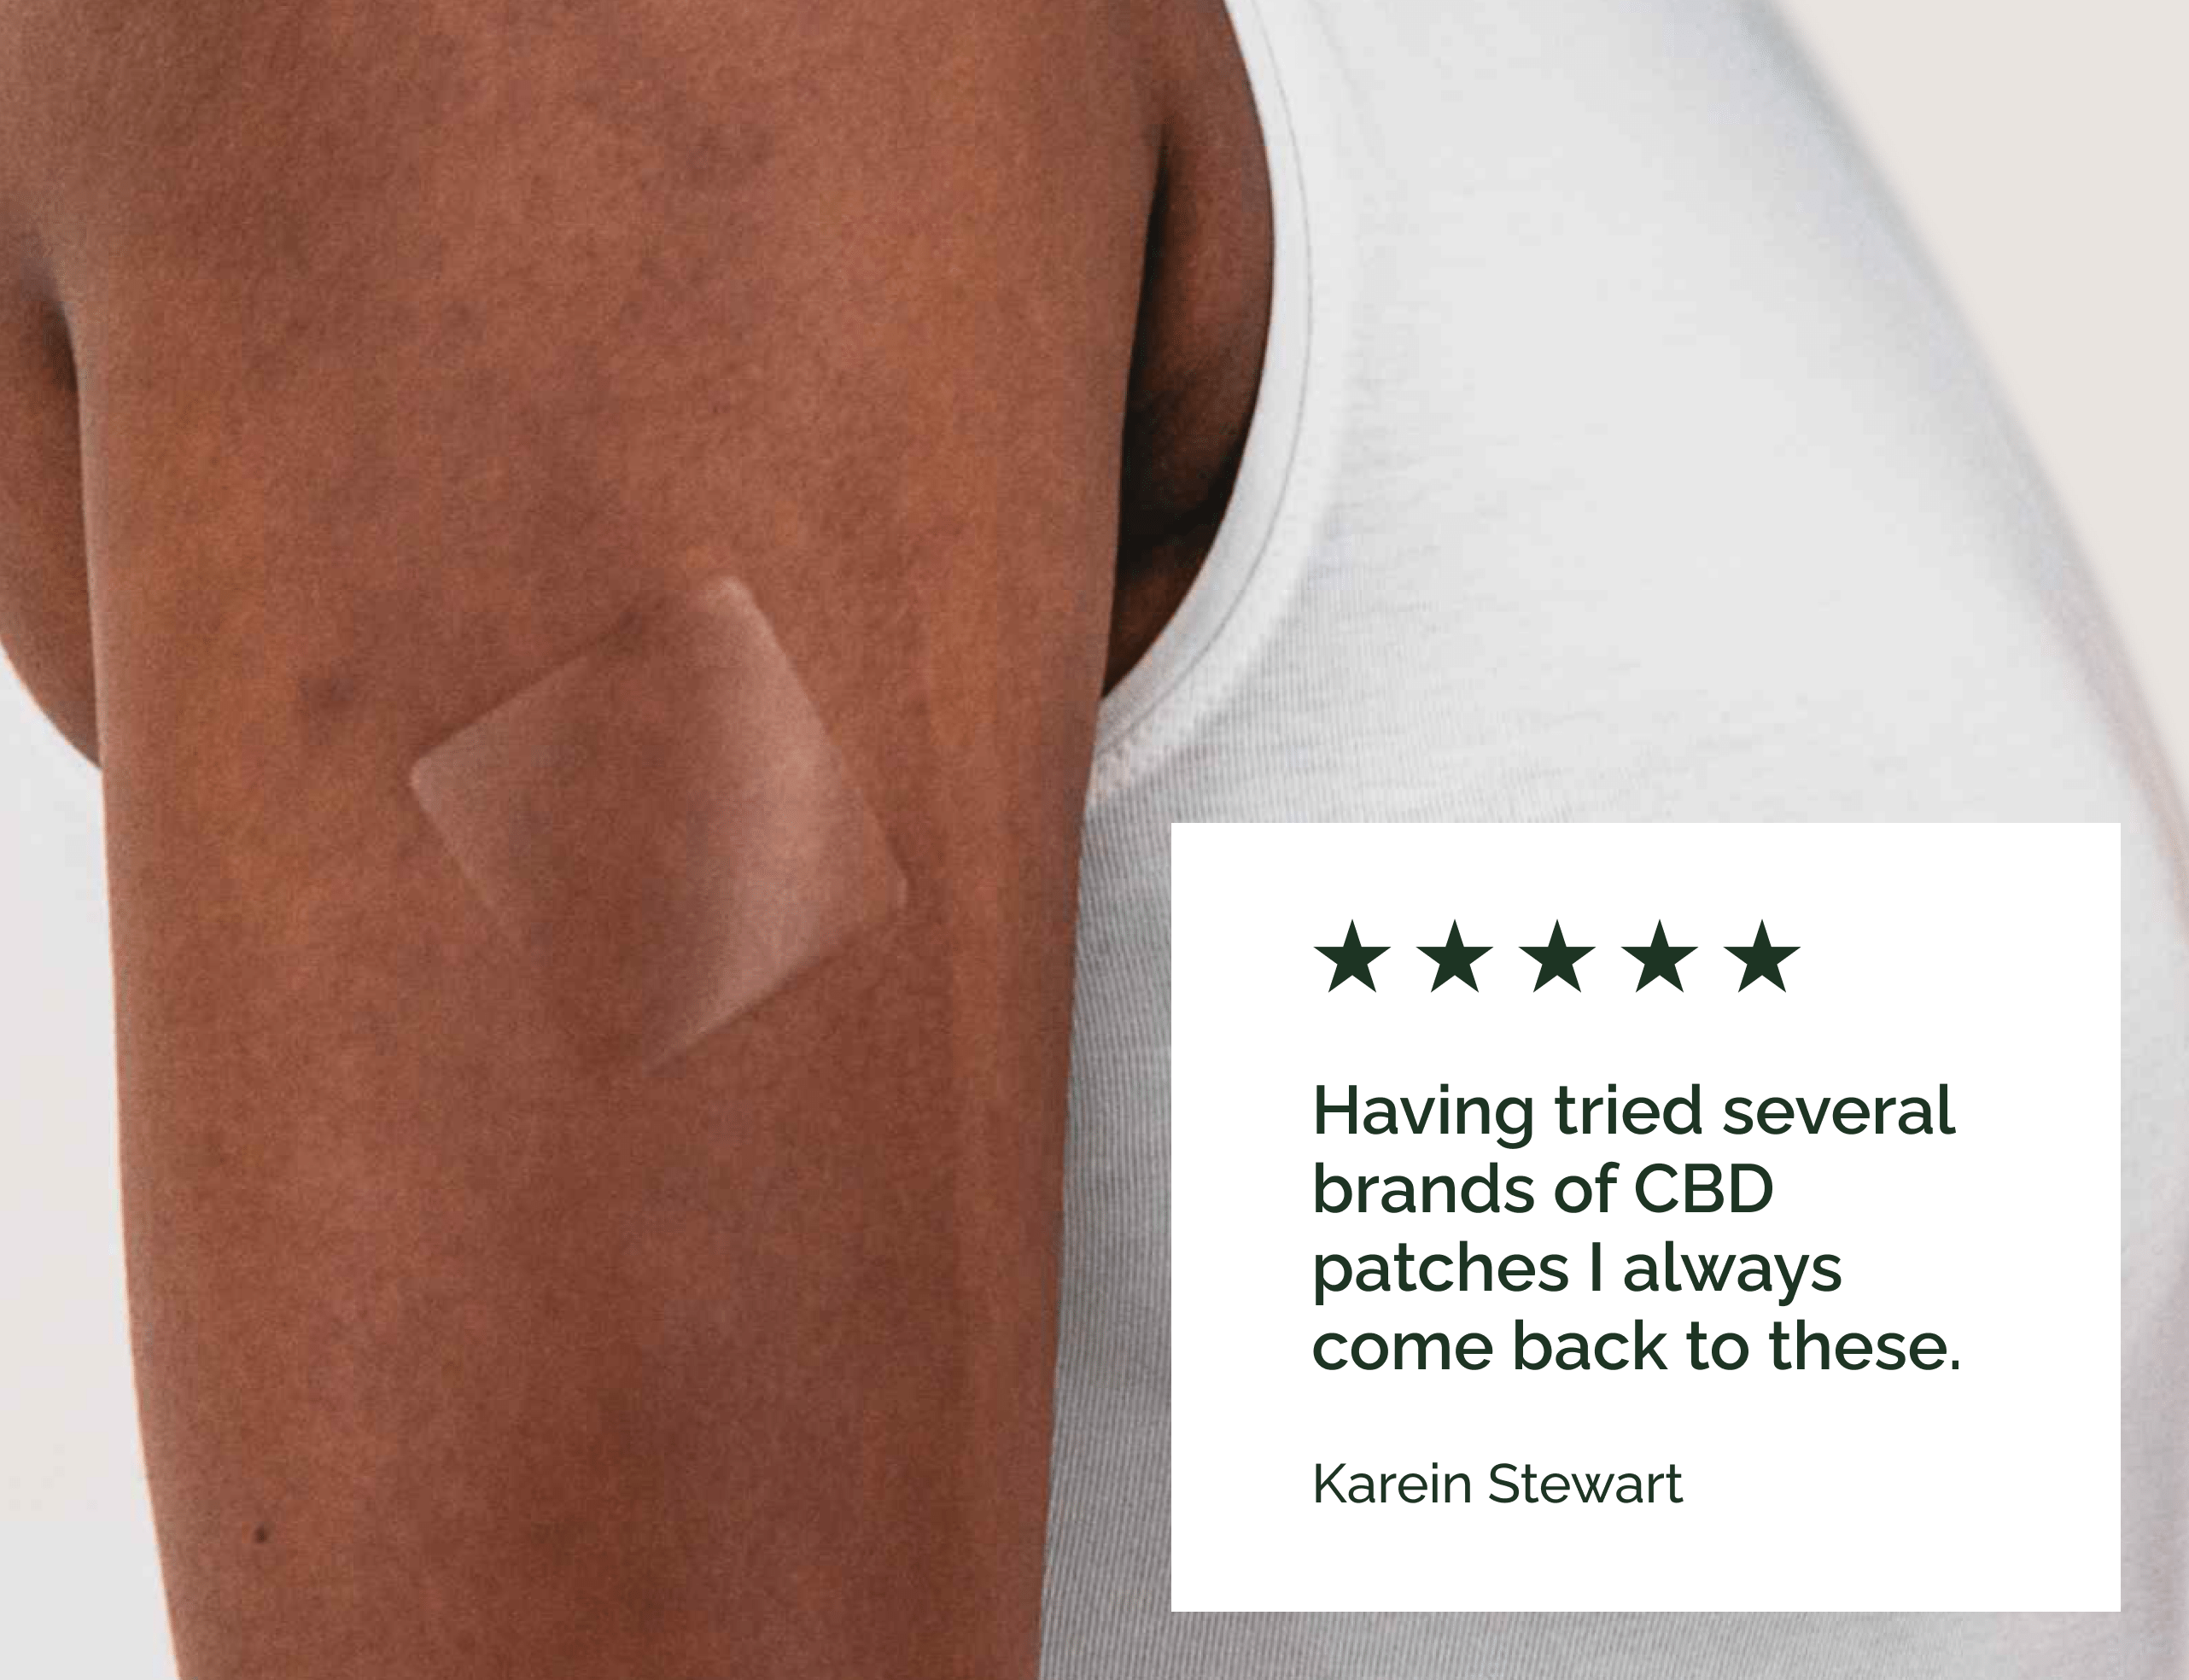 ★★★★★
Having tried several
brands of CBD
patches I always
come back to these.
Karein Stewart